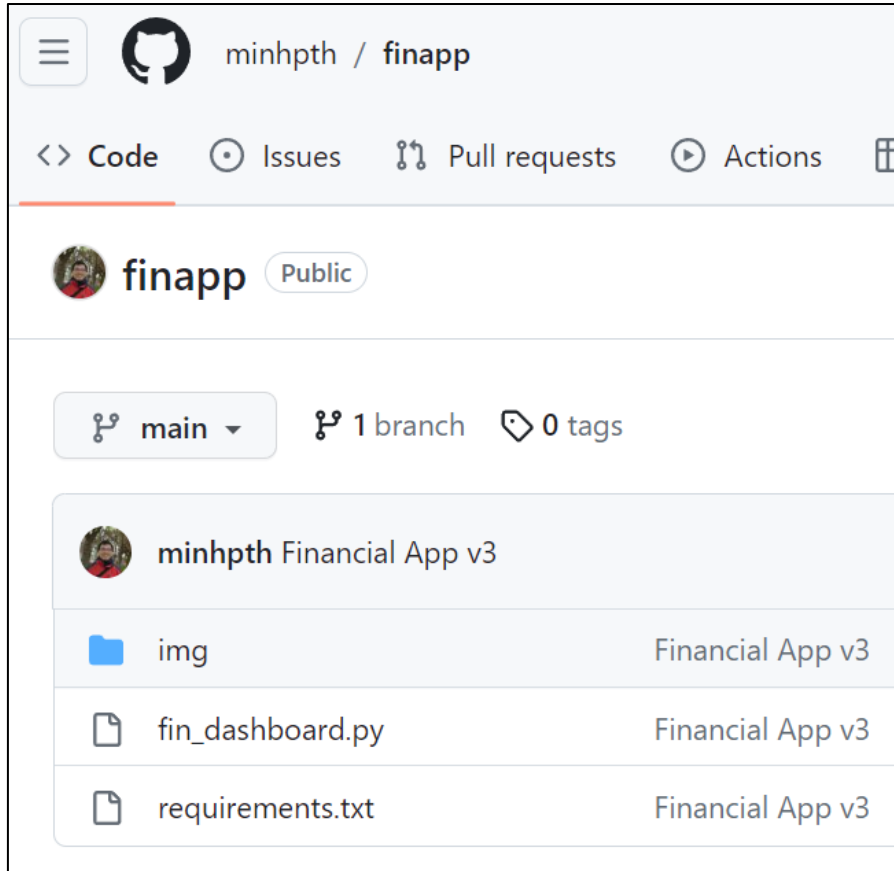 minhpth / finapp
Code Issues Pull requests Actions
finapp Public
main 1 branch 0 tags
minhpth Financial App v3
img Financial App v3
fin_dashboard.py Financial App v3
requirements.txt Financial App v3